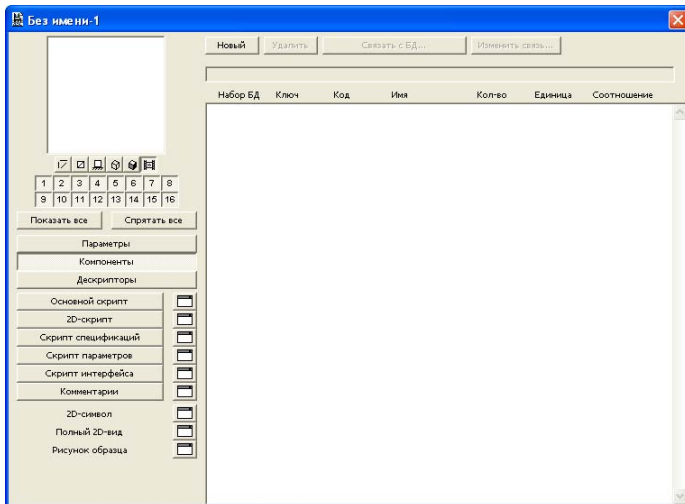 Без имени-1
Новый Удалить Связать с БД... Изменить связь...
Набор БД Ключ Код Имя Кол-во Единица Соотношение
1 2 3 4 5 6 7 8
9 10 11 12 13 14 15 16
Показать все Спрятать все
Параметры
Компоненты
Дескрипторы
Основной скрипт
2D-скрипт
Скрипт спецификаций
Скрипт параметров
Скрипт интерфейса
Комментарии
2D-символ
Полный 2D-вид
Рисунок образца